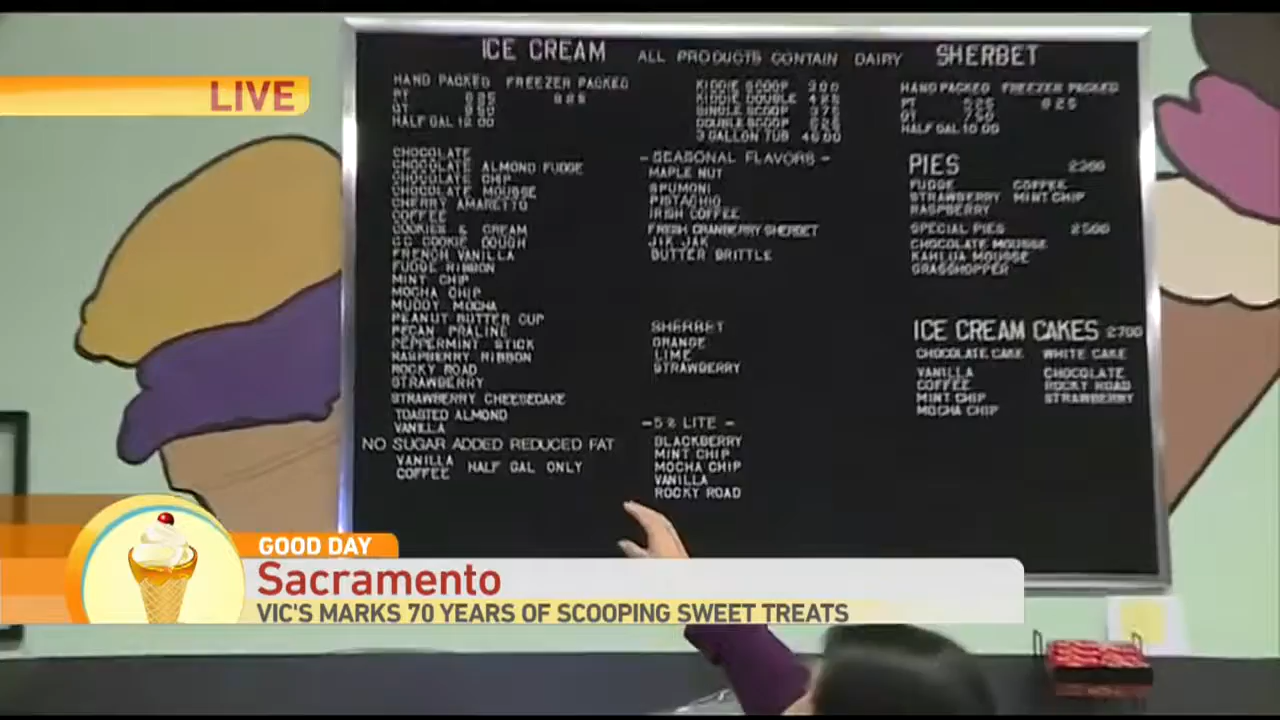 LIVE
ICE CREAM
ALL PRODUCTS CONTAIN DAIRY
SHERBET
HAND PACKED FREEZER PACKED
PT
QT
HALF GAL
CHOCOLATE
CHOCOLATE ALMOND FUDGE
CHOCOLATE CHIP
CHOCOLATE MOUSSE
CHERRY AMARETTO
COFFEE
COOKIES & CREAM
C.C. COOKIE DOUGH
FRENCH VANILLA
FUDGE RIBBON
MINT CHIP
MOCHA CHIP
MUDDY MOCHA
PEANUT BUTTER CUP
PECAN PRALINE
PEPPERMINT STICK
RASPBERRY RIBBON
ROCKY ROAD
STRAWBERRY
STRAWBERRY CHEESECAKE
TOASTED ALMOND
VANILLA
NO SUGAR ADDED REDUCED FAT
VANILLA
COFFEE HALF GAL ONLY
KIDDIE SCOOP
KIDDIE DOUBLE
SINGLE SCOOP
DOUBLE SCOOP
3 GALLON TUB
-SEASONAL FLAVORS-
MAPLE NUT
SPUMONI
PISTACHIO
IRISH COFFEE
FRESH CRANBERRY SHERBET
JIK JAK
BUTTER BRITTLE
SHERBET
ORANGE
LIME
STRAWBERRY
-5% LITE-
BLACKBERRY
MINT CHIP
MOCHA CHIP
VANILLA
ROCKY ROAD
HAND PACKED FREEZER PACKED
PT
QT
HALF GAL 10 00
PIES
FUDGE COFFEE
STRAWBERRY MINT CHIP
RASPBERRY
SPECIAL PIES 2500
CHOCOLATE MOUSSE
KAHLUA MOUSSE
GRASSHOPPER
ICE CREAM CAKES 2700
CHOCOLATE CAKE WHITE CAKE
VANILLA CHOCOLATE
COFFEE ROCKY ROAD
MINT CHIP STRAWBERRY
MOCHA CHIP
GOOD DAY
Sacramento
VIC'S MARKS 70 YEARS OF SCOOPING SWEET TREATS